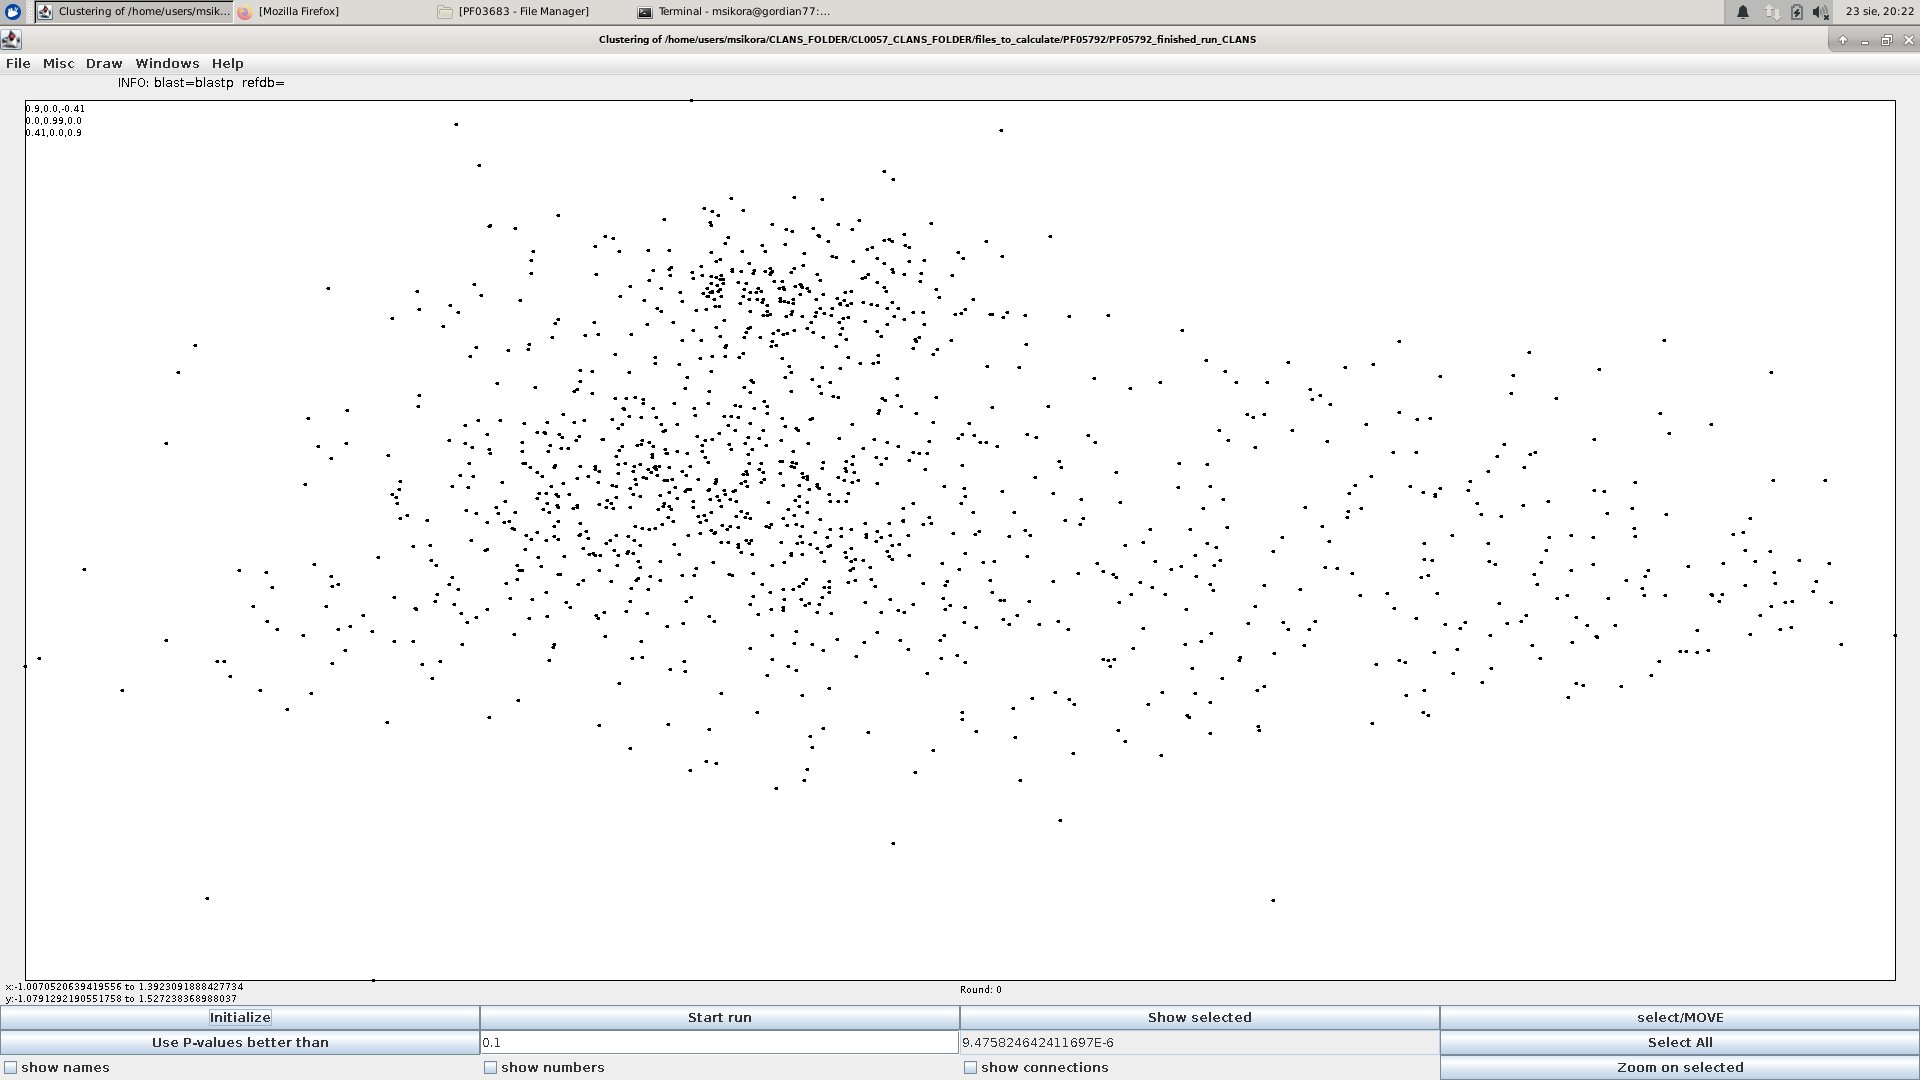 Clustering of /home/users/msik...
[Mozilla Firefox]
[PF03683 - File Manager]
Terminal - msikora@gordian77:...
23 sie, 20:22
Clustering of /home/users/msikora/CLANS_FOLDER/CL0057_CLANS_FOLDER/files_to_calculate/PF05792/PF05792_finished_run_CLANS
File Misc Draw Windows Help
INFO: blast=blastp refdb=
0.9,0.0,-0.41
0.0,0.99,0.0
0.41,0.0,0.9
x:-1.0070520639419556 to 1.3923091888427734
y:-1.0791292190551758 to 1.527238368988037
Round: 0
Initialize
Start run
Show selected
select/MOVE
Use P-values better than
0.1
9.475824642411697E-6
Select All
show names
show numbers
show connections
Zoom on selected